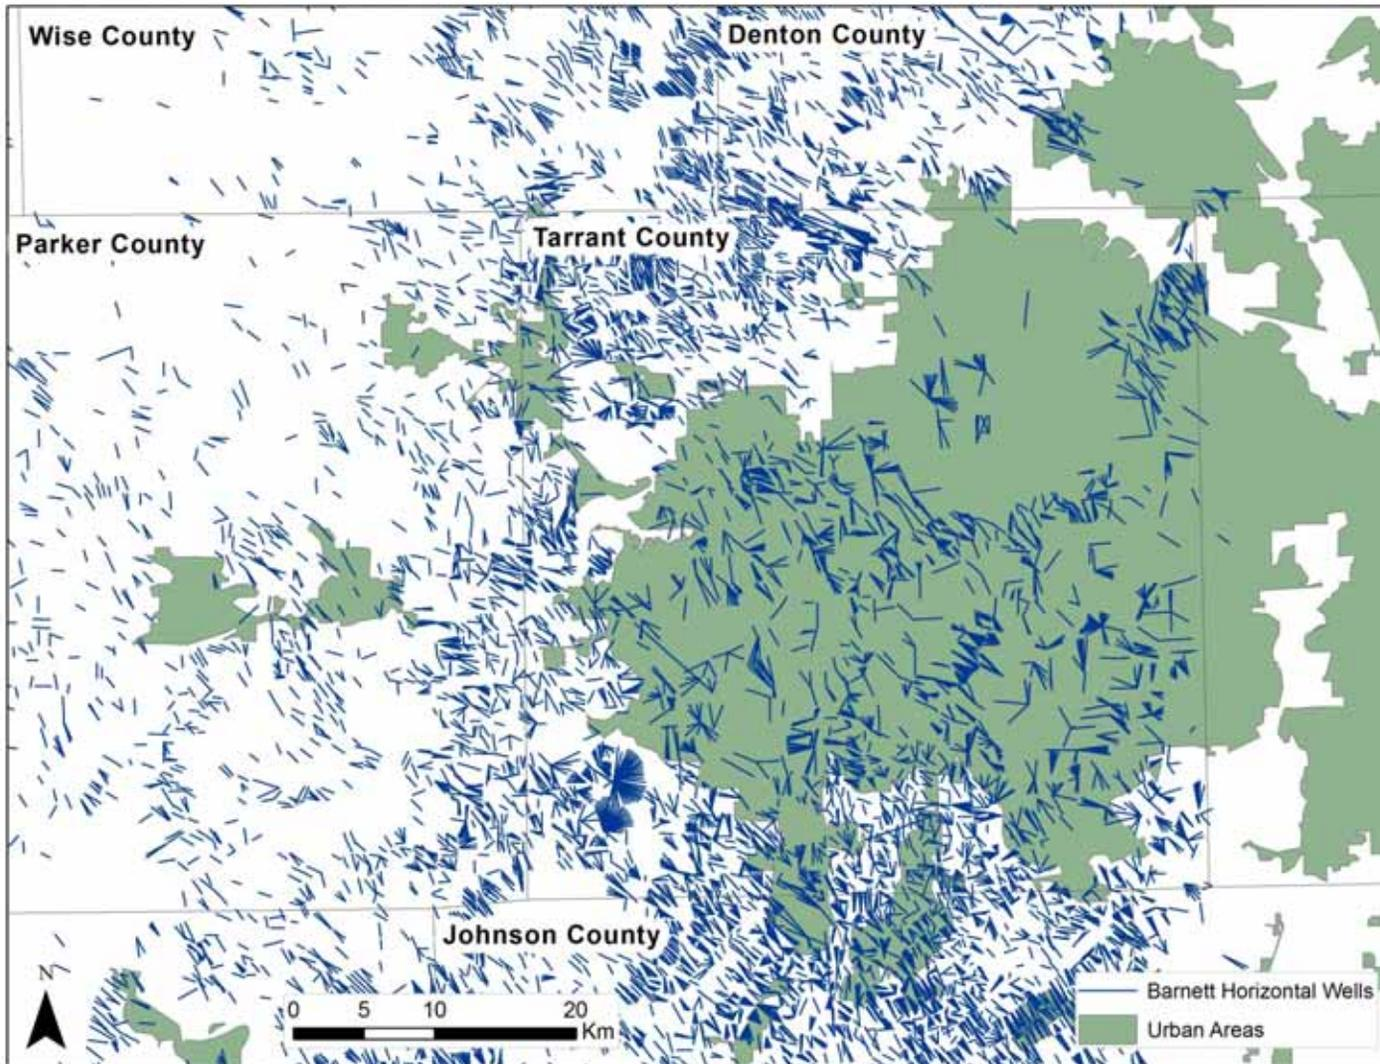 Wise County
Denton County
Parker County
Tarrant County
Johnson County
N
0 5 10 20
Km
Barnett Horizontal Wells
Urban Areas